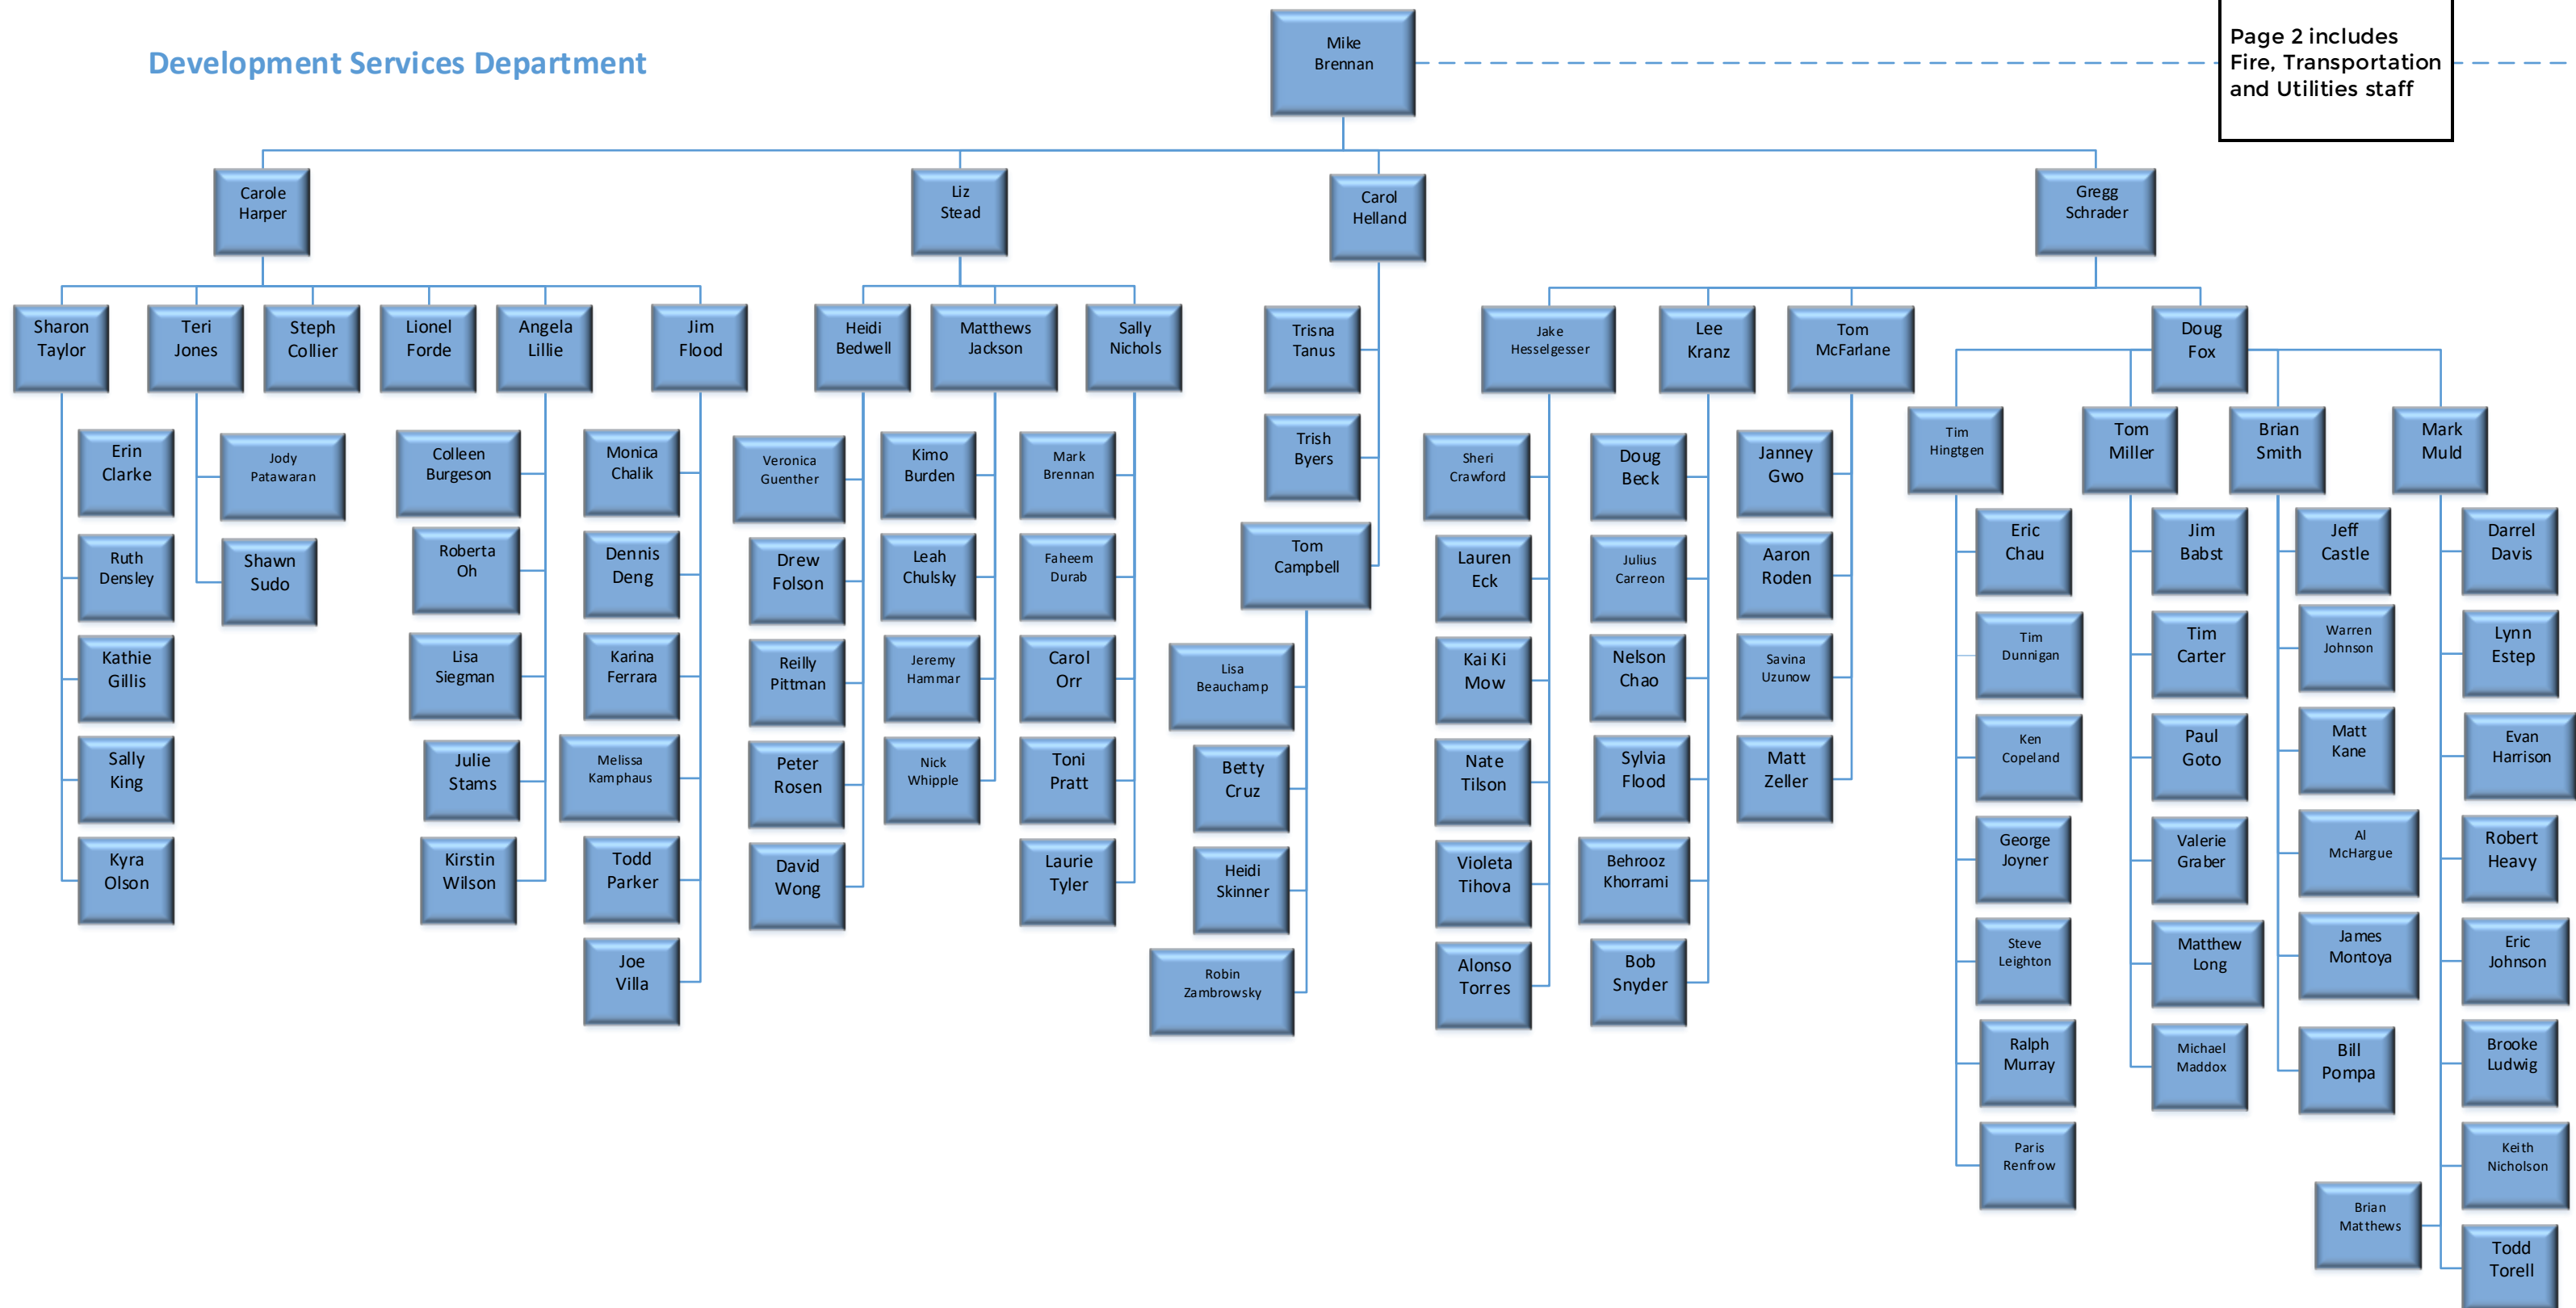 Development Services Department
Mike
Brennan
Page 2 includes
Fire, Transportation
and Utilities staff
Carole
Harper
Liz
Stead
Carol
Helland
Gregg
Schrader
Sharon
Taylor
Teri
Jones
Steph
Collier
Lionel
Forde
Angela
Lillie
Jim
Flood
Heidi
Bedwell
Matthews
Jackson
Sally
Nichols
Trisna
Tanus
Trish
Byers
Tom
Campbell
Jake
Hesselgesser
Lee
Kranz
Tom
McFarlane
Doug
Fox
Tim
Hingtgen
Tom
Miller
Brian
Smith
Mark
Muld
Erin
Clarke
Ruth
Densley
Kathie
Gillis
Sally
King
Kyra
Olson
Jody
Patawaran
Shawn
Sudo
Colleen
Burgeson
Roberta
Oh
Lisa
Siegman
Julie
Stams
Kirstin
Wilson
Monica
Chalik
Dennis
Deng
Karina
Ferrara
Melissa
Kamphaus
Todd
Parker
Joe
Villa
Veronica
Guenther
Drew
Folson
Reilly
Pittman
Peter
Rosen
David
Wong
Kimo
Burden
Leah
Chulsky
Jeremy
Hammar
Nick
Whipple
Mark
Brennan
Faheem
Durab
Carol
Orr
Toni
Pratt
Laurie
Tyler
Lisa
Beauchamp
Betty
Cruz
Heidi
Skinner
Robin
Zambrowsky
Sheri
Crawford
Lauren
Eck
Kai Ki
Mow
Nate
Tilson
Violeta
Tihova
Alonso
Torres
Doug
Beck
Julius
Carreon
Nelson
Chao
Sylvia
Flood
Behrooz
Khorrami
Bob
Snyder
Janney
Gwo
Aaron
Roden
Savina
Uzunow
Matt
Zeller
Eric
Chau
Tim
Dunnigan
Ken
Copeland
George
Joyner
Steve
Leighton
Ralph
Murray
Paris
Renfrow
Jim
Babst
Tim
Carter
Paul
Goto
Valerie
Graber
Matthew
Long
Michael
Maddox
Jeff
Castle
Warren
Johnson
Matt
Kane
Al
McHargue
James
Montoya
Bill
Pompa
Darrel
Davis
Lynn
Estep
Evan
Harrison
Robert
Heavy
Eric
Johnson
Brooke
Ludwig
Keith
Nicholson
Brian
Matthews
Todd
Torell